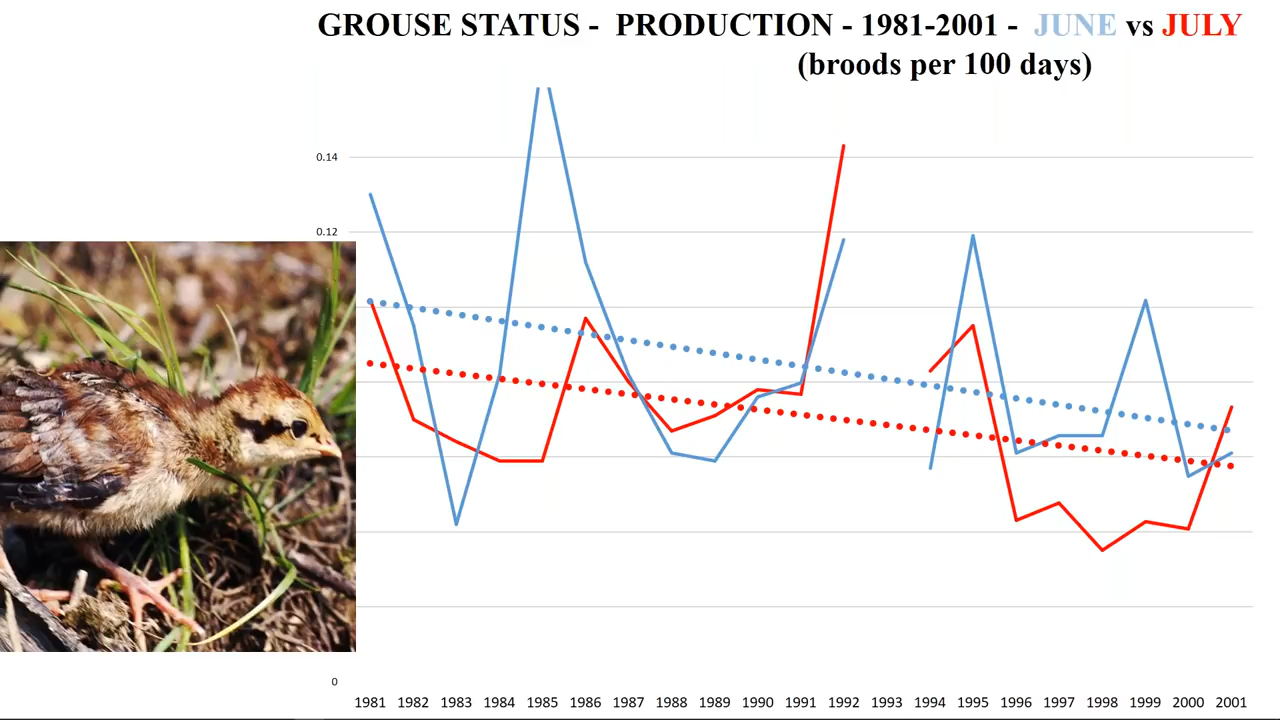 GROUSE STATUS - PRODUCTION - 1981-2001 - JUNE vs JULY
(broods per 100 days)
0.14
0.12
0
1981 1982 1983 1984 1985 1986 1987 1988 1989 1990 1991 1992 1993 1994 1995 1996 1997 1998 1999 2000 2001